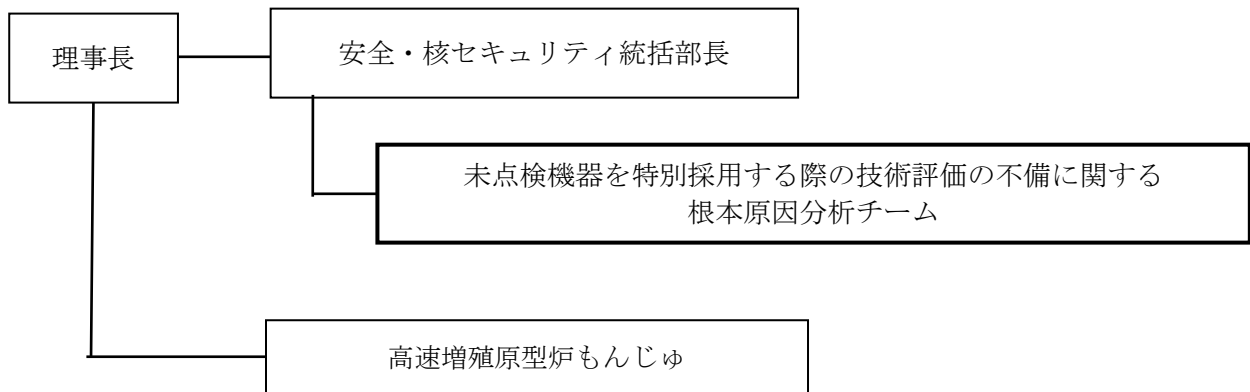 理事長
安全・核セキュリティ統括部長
未点検機器を特別採用する際の技術評価の不備に関する
根本原因分析チーム
高速増殖原型炉もんじゅ